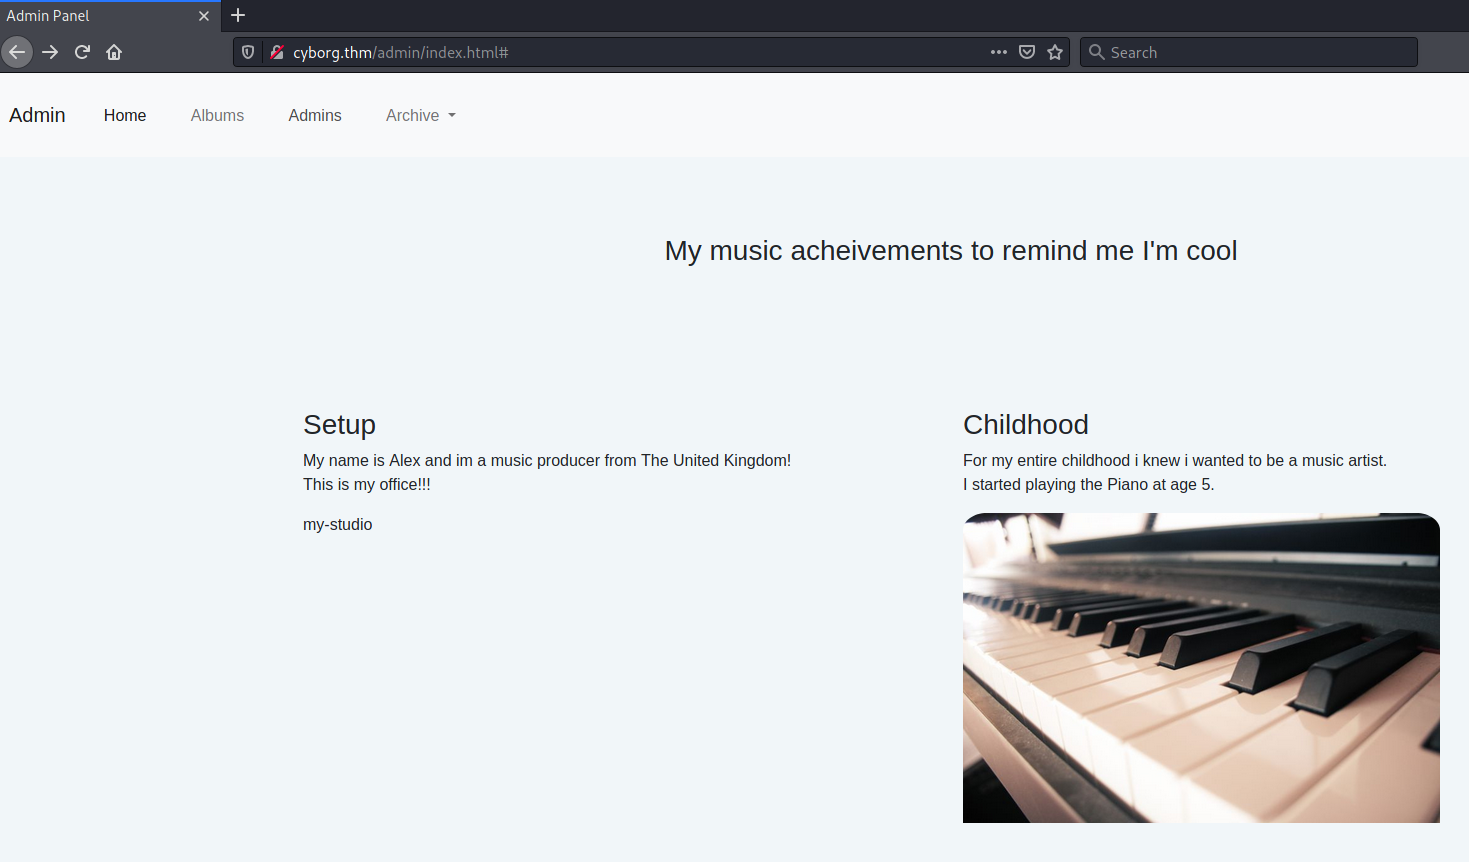 Admin Panel
cyborg.thm/admin/index.html#
Search
Admin Home Albums Admins Archive
My music acheivements to remind me I'm cool
Setup
My name is Alex and im a music producer from The United Kingdom!
This is my office!!!
my-studio
Childhood
For my entire childhood i knew i wanted to be a music artist.
I started playing the Piano at age 5.